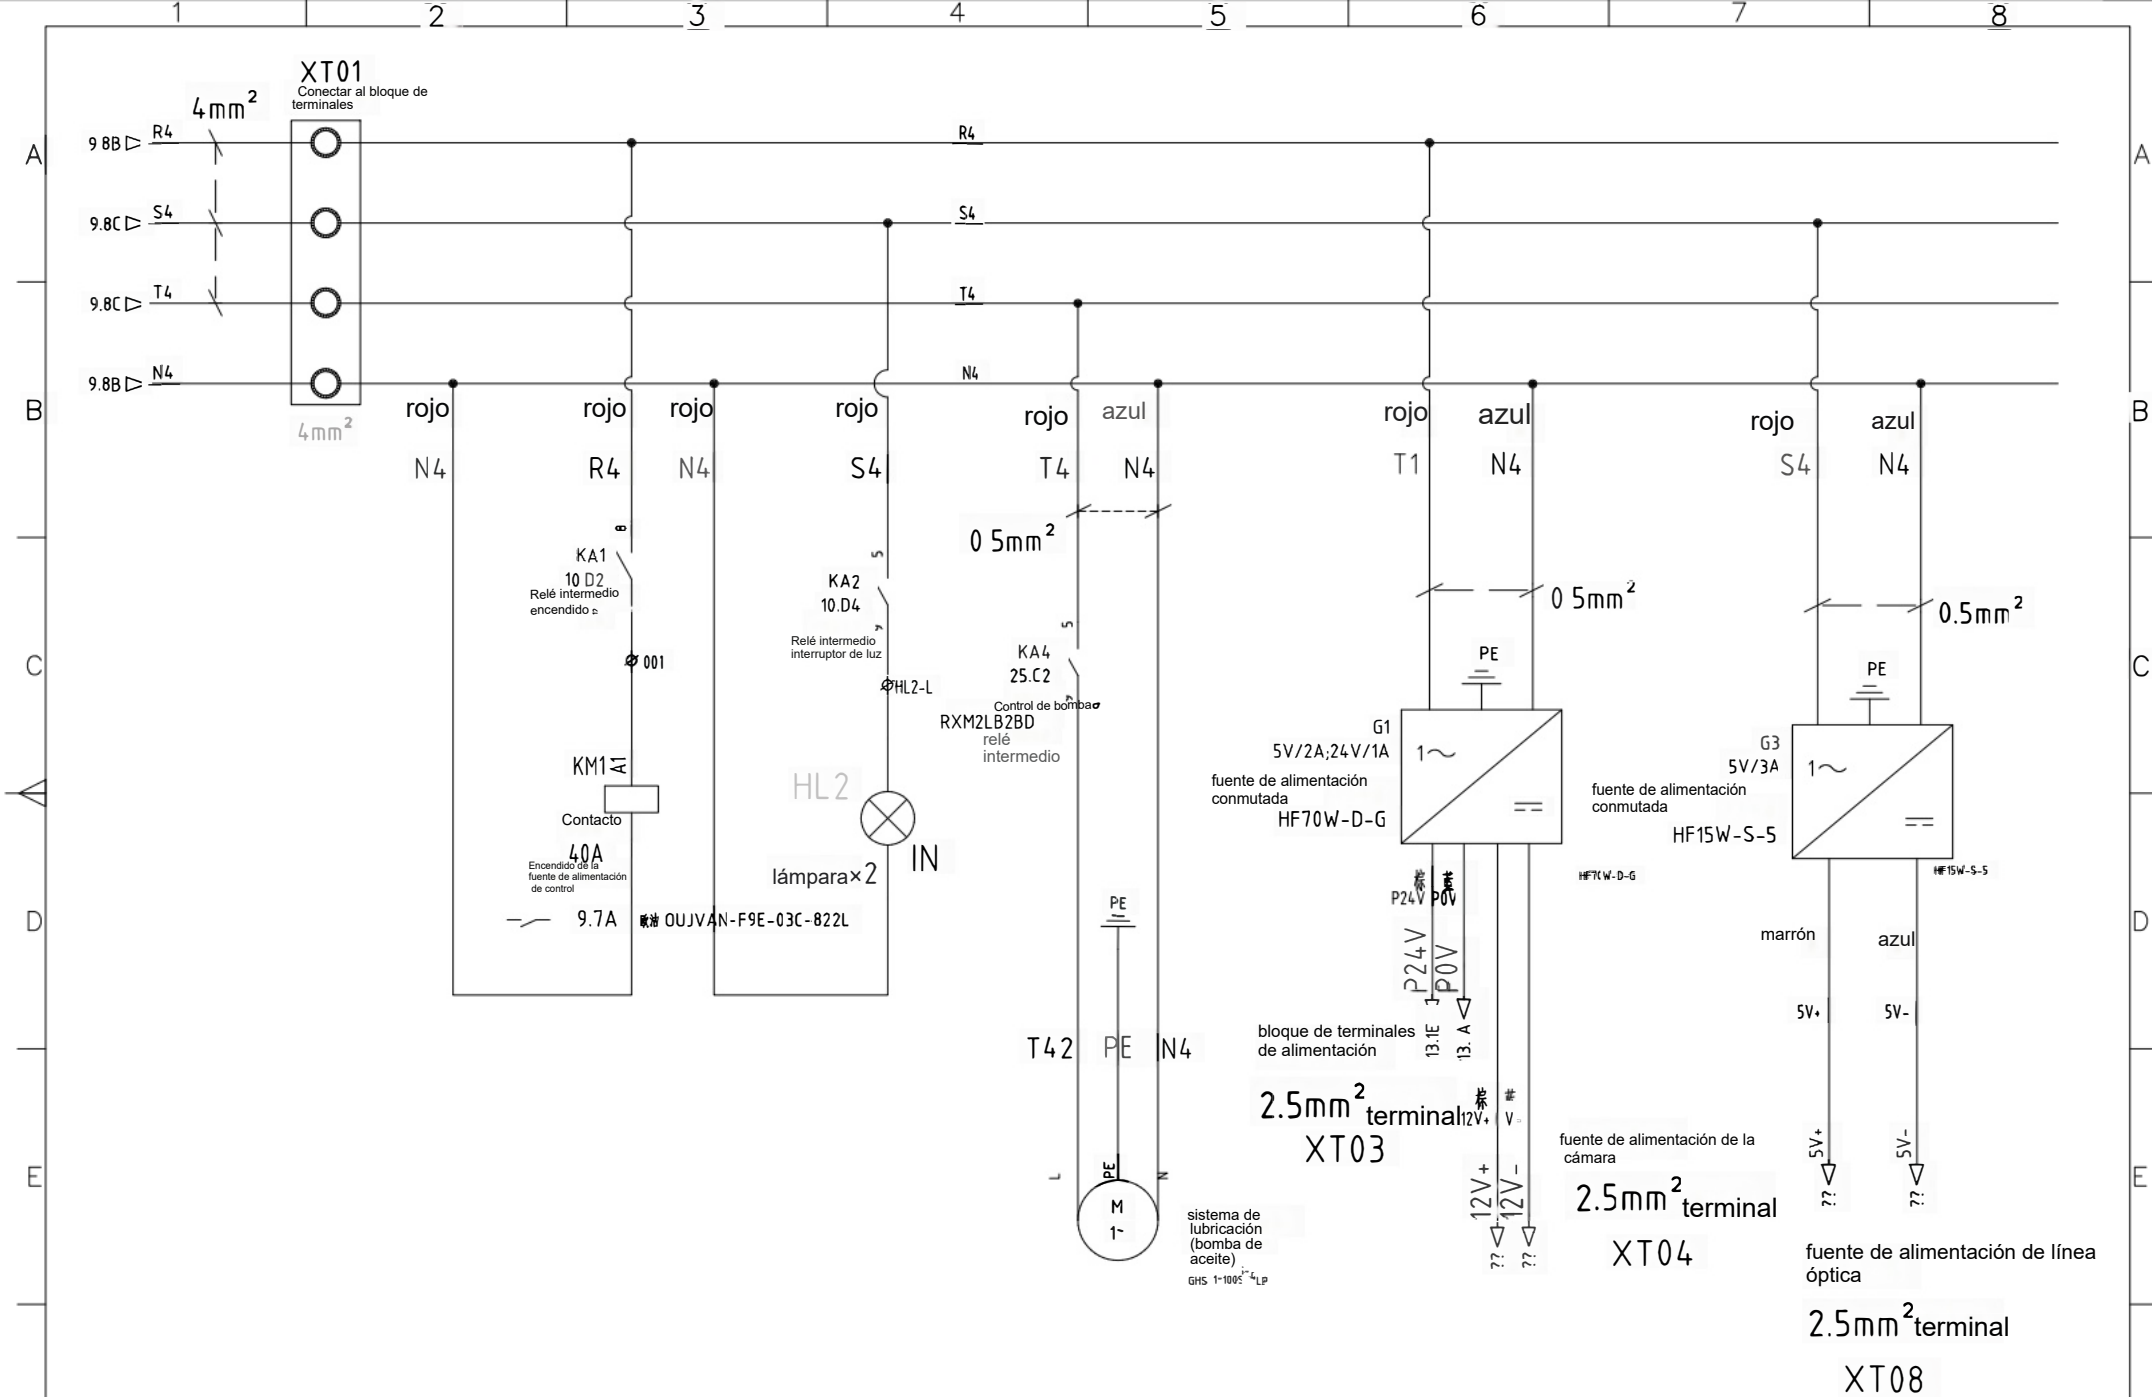 1 2 3 4 5 6 7 8
XT01
Conectar al bloque de
terminales
4mm²
A
9 8B R4 R4
A
9.8C S4 S4
9.8C T4 T4
9.8B N4 N4
4mm²
B
rojo rojo rojo rojo rojo azul rojo azul rojo azul
B
N4 R4 N4 S4 T4 N4 T1 N4 S4 N4
0 5mm²
8
5
KA1
10 D2
Relé intermedio
encendido
KA2
10.D4
Relé intermedio
interruptor de luz
0 5mm²
0.5mm²
5
C
001
HL2-L
KA4
25.C2
Control de bomba
RXM2LB2BD
relé
intermedio
PE
PE
C
G1
5V/2A;24V/1A
fuente de alimentación
conmutada
HF70W-D-G
1~
G3
5V/3A
fuente de alimentación
conmutada
HF15W-S-5
1~
KM1 A1
Contacto
40A
Encendido de la
fuente de alimentación
de control
HL2
IN
lámpara×2
HF15W-S-5
D
9.7A
OUJVAN-F9E-03C-822L
PE
P24V P0V
P24V P0V
marrón azul
D
5V+ 5V-
13.1E 13. A
bloque de terminales
de alimentación
T42 PE N4
2.5mm² terminal
XT03
12V+
12V+ 12V-
?? ??
fuente de alimentación de la
cámara
2.5mm² terminal
XT04
5V+ 5V-
?? ??
E
L PE N
M
1~
sistema de
lubricación
(bomba de
aceite)
E
fuente de alimentación de línea
óptica
2.5mm² terminal
XT08